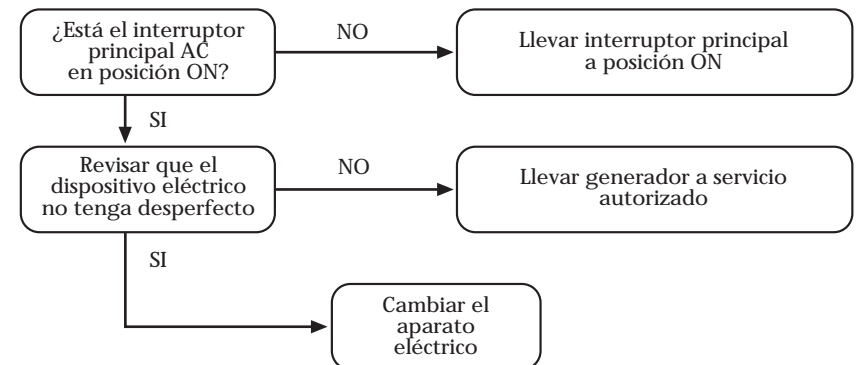 ¿Está el interruptor
principal AC
en posición ON?
NO
Llevar interruptor principal
a posición ON
SI
Revisar que el
dispositivo eléctrico
no tenga desperfecto
NO
Llevar generador a servicio
autorizado
SI
Cambiar el
aparato
eléctrico